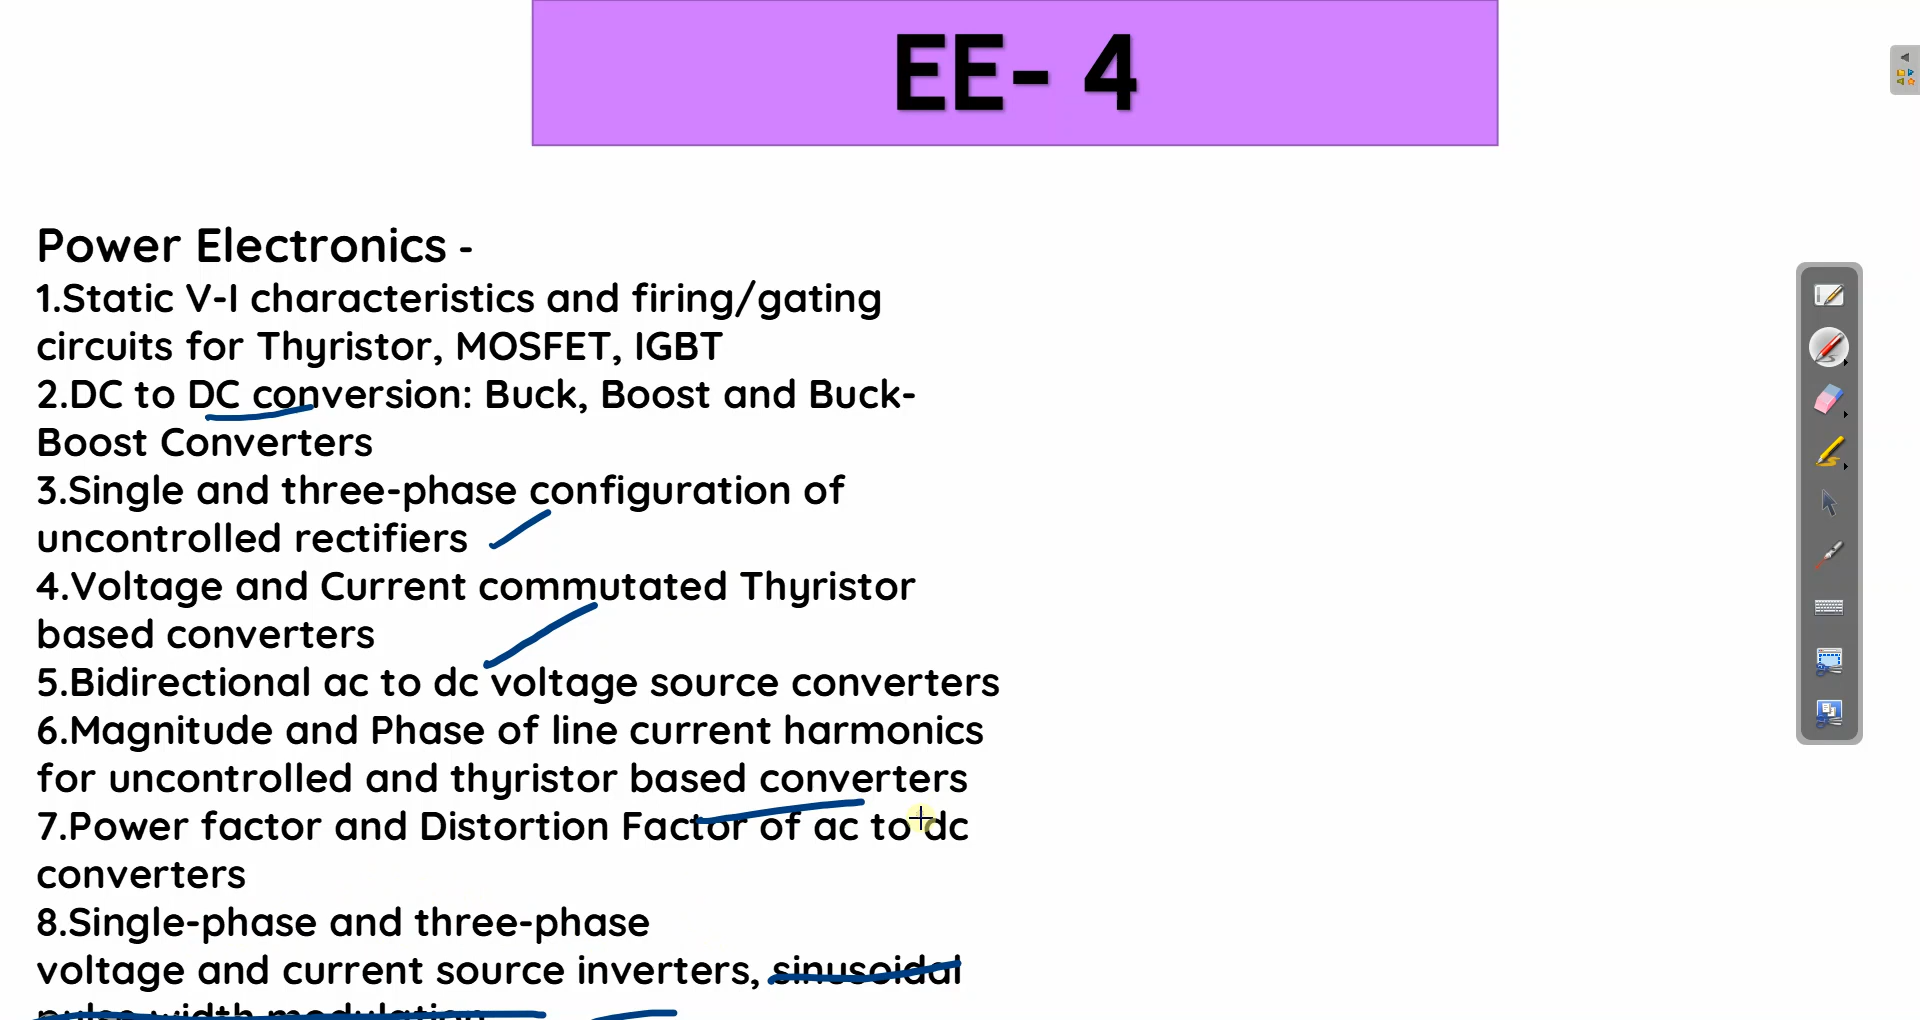 EE- 4
Power Electronics -
1.Static V-I characteristics and firing/gating
circuits for Thyristor, MOSFET, IGBT
2.DC to DC conversion: Buck, Boost and Buck-
Boost Converters
3.Single and three-phase configuration of
uncontrolled rectifiers
4.Voltage and Current commutated Thyristor
based converters
5.Bidirectional ac to dc voltage source converters
6.Magnitude and Phase of line current harmonics
for uncontrolled and thyristor based converters
7.Power factor and Distortion Factor of ac to dc
converters
8.Single-phase and three-phase
voltage and current source inverters, sinusoidal
pulse width modulation